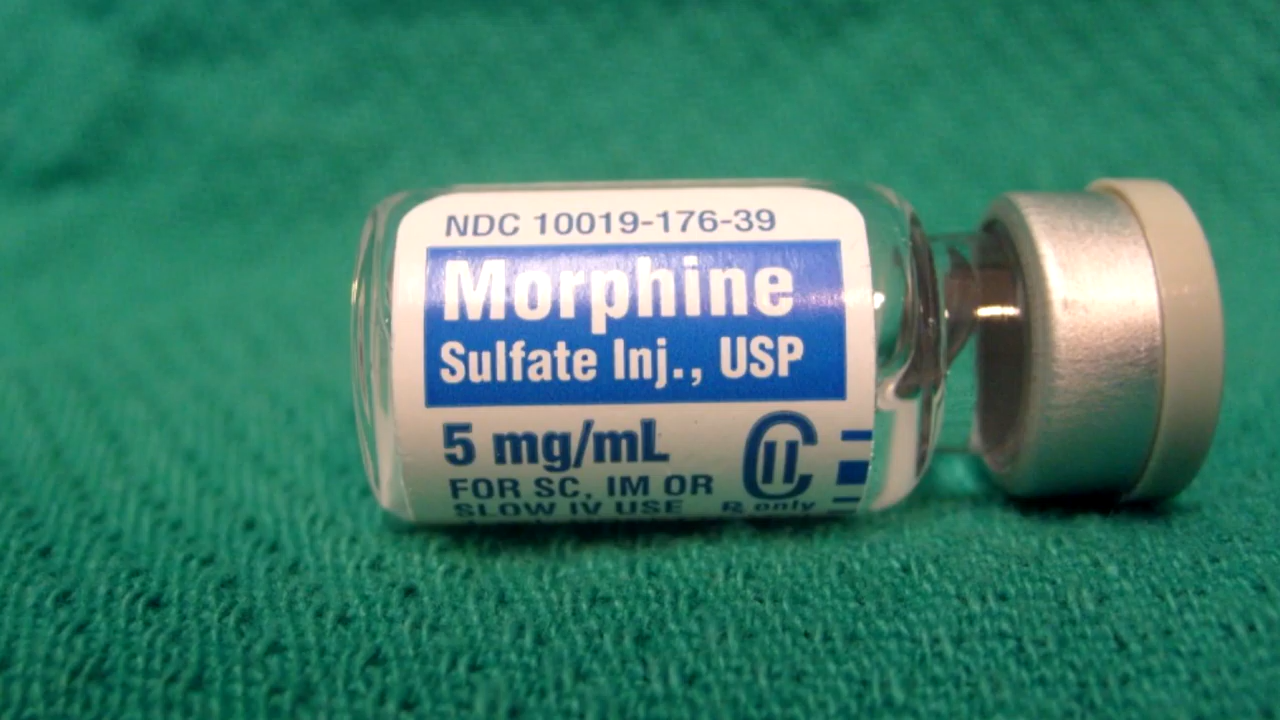 NDC 10019-176-39
Morphine
Sulfate Inj., USP
5 mg/mL
CII
FOR SC, IM OR
SLOW IV USE
Rx only